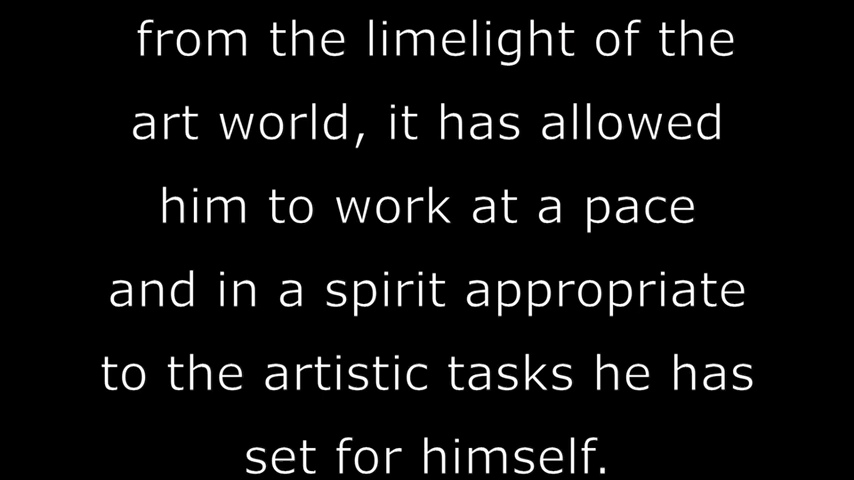 from the limelight of the
art world, it has allowed
him to work at a pace
and in a spirit appropriate
to the artistic tasks he has
set for himself.